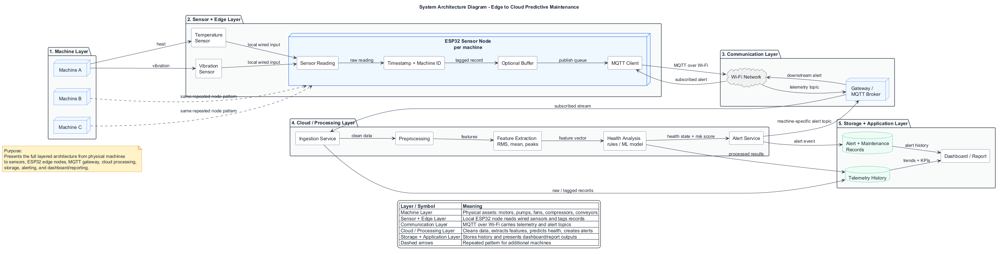 System Architecture Diagram - Edge to Cloud Predictive Maintenance
1. Machine Layer
Machine A
Machine B
Machine C
heat
vibration
same repeated node pattern
same repeated node pattern
2. Sensor + Edge Layer
Temperature
Sensor
Vibration
Sensor
local wired input
local wired input
ESP32 Sensor Node
per machine
Sensor Reading
raw reading
Timestamp + Machine ID
tagged record
Optional Buffer
publish queue
MQTT Client
MQTT over Wi-Fi
subscribed alert
3. Communication Layer
Wi-Fi Network
downstream alert
telemetry topic
Gateway /
MQTT Broker
subscribed stream
machine-specific alert topic
4. Cloud / Processing Layer
Ingestion Service
clean data
Preprocessing
features
Feature Extraction
RMS, mean, peaks
feature vector
Health Analysis
rules / ML model
health state + risk score
Alert Service
alert event
processed results
raw / tagged records
5. Storage + Application Layer
Alert + Maintenance
Records
alert history
Telemetry History
trends + KPIs
Dashboard / Report
Purpose:
Presents the full layered architecture from physical machines
to sensors, ESP32 edge nodes, MQTT gateway, cloud processing,
storage, alerting, and dashboard/reporting.
Layer / Symbol Meaning
Machine Layer Physical assets: motors, pumps, fans, compressors, conveyors
Sensor + Edge Layer Local ESP32 node reads wired sensors and tags records
Communication Layer MQTT over Wi-Fi carries telemetry and alert topics
Cloud / Processing Layer Cleans data, extracts features, predicts health, creates alerts
Storage + Application Layer Stores history and presents dashboard/report outputs
Dashed arrows Repeated pattern for additional machines